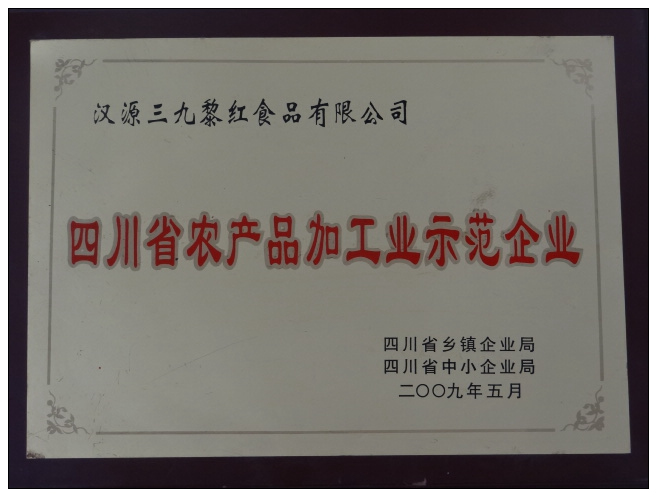 汉源三九黎红食品有限公司
四川省农产品加工业示范企业
四川省乡镇企业局
四川省中小企业局
二〇〇九年五月